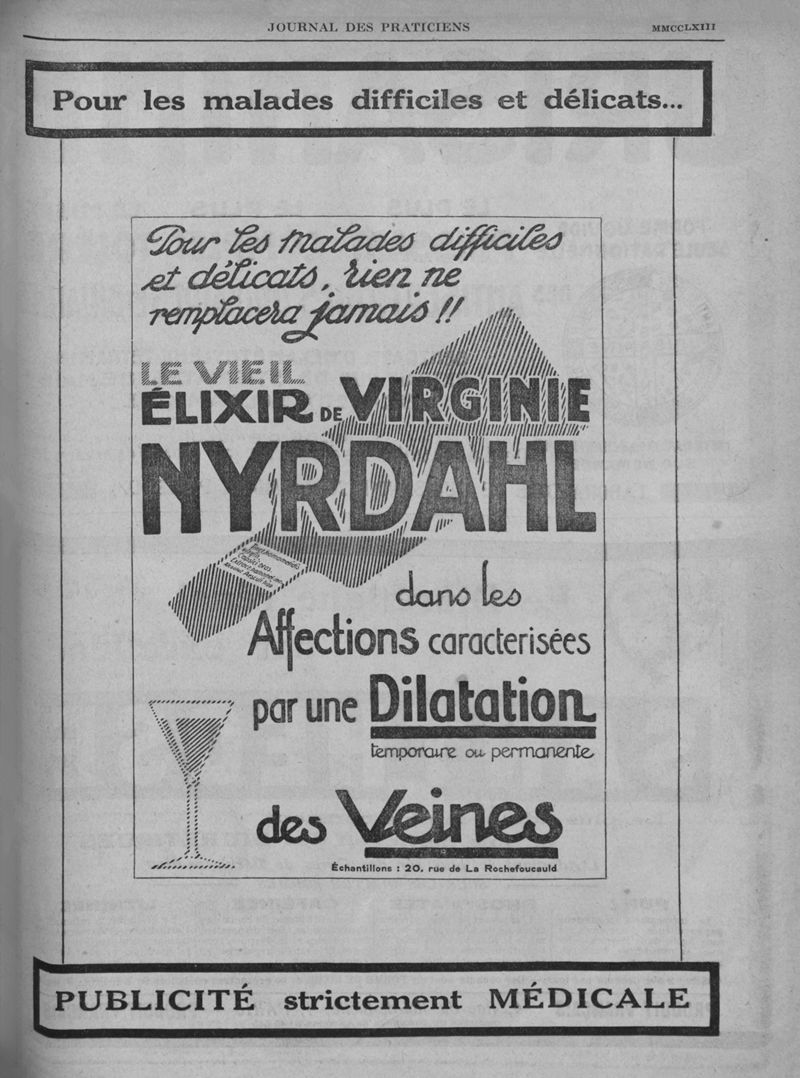 JOURNAL DES PRATICIENS
MMCCLXIII
Pour les malades difficiles et délicats...
Pour les malades difficiles
et délicats, rien ne
remplacera jamais !!
LE VIEIL
ÉLIXIR DE VIRGINIE
NYRDAHL
dans les
Affections caracterisées
par une Dilatation
temporaire ou permanente
des Veines
Échantillons : 20, rue de La Rochefoucauld
PUBLICITÉ strictement MÉDICALE